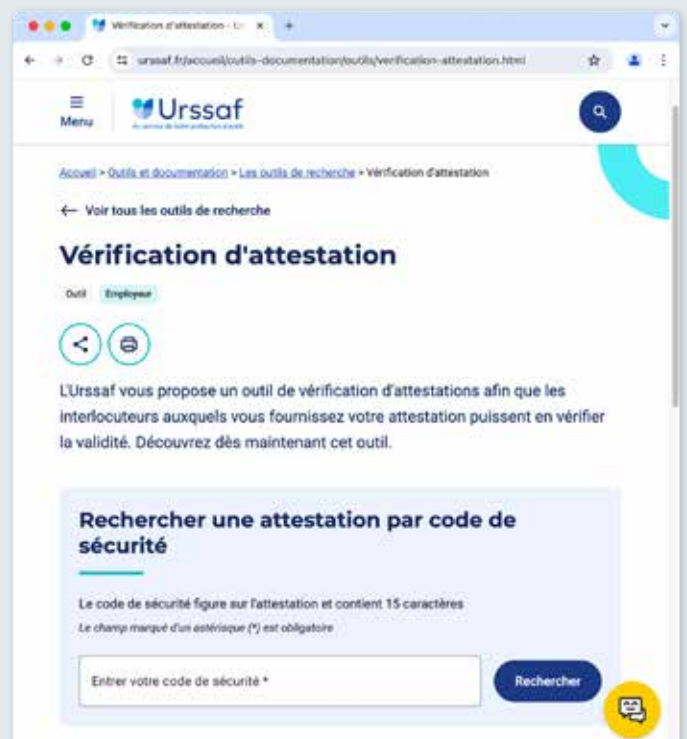 Vérification d'attestation - U
urssaf.fr/accueil/outils-documentation/outils/verification-attestation.html
Menu
Urssaf
Accueil > Outils et documentation > Les outils de recherche > Vérification d'attestation
← Voir tous les outils de recherche
Vérification d'attestation
Outil Employeur
L'Urssaf vous propose un outil de vérification d'attestations afin que les
interlocuteurs auxquels vous fournissez votre attestation puissent en vérifier
la validité. Découvrez dès maintenant cet outil.
Rechercher une attestation par code de
sécurité
Le code de sécurité figure sur l'attestation et contient 15 caractères
Le champ marqué d'un astérisque (*) est obligatoire
Entrer votre code de sécurité *
Rechercher